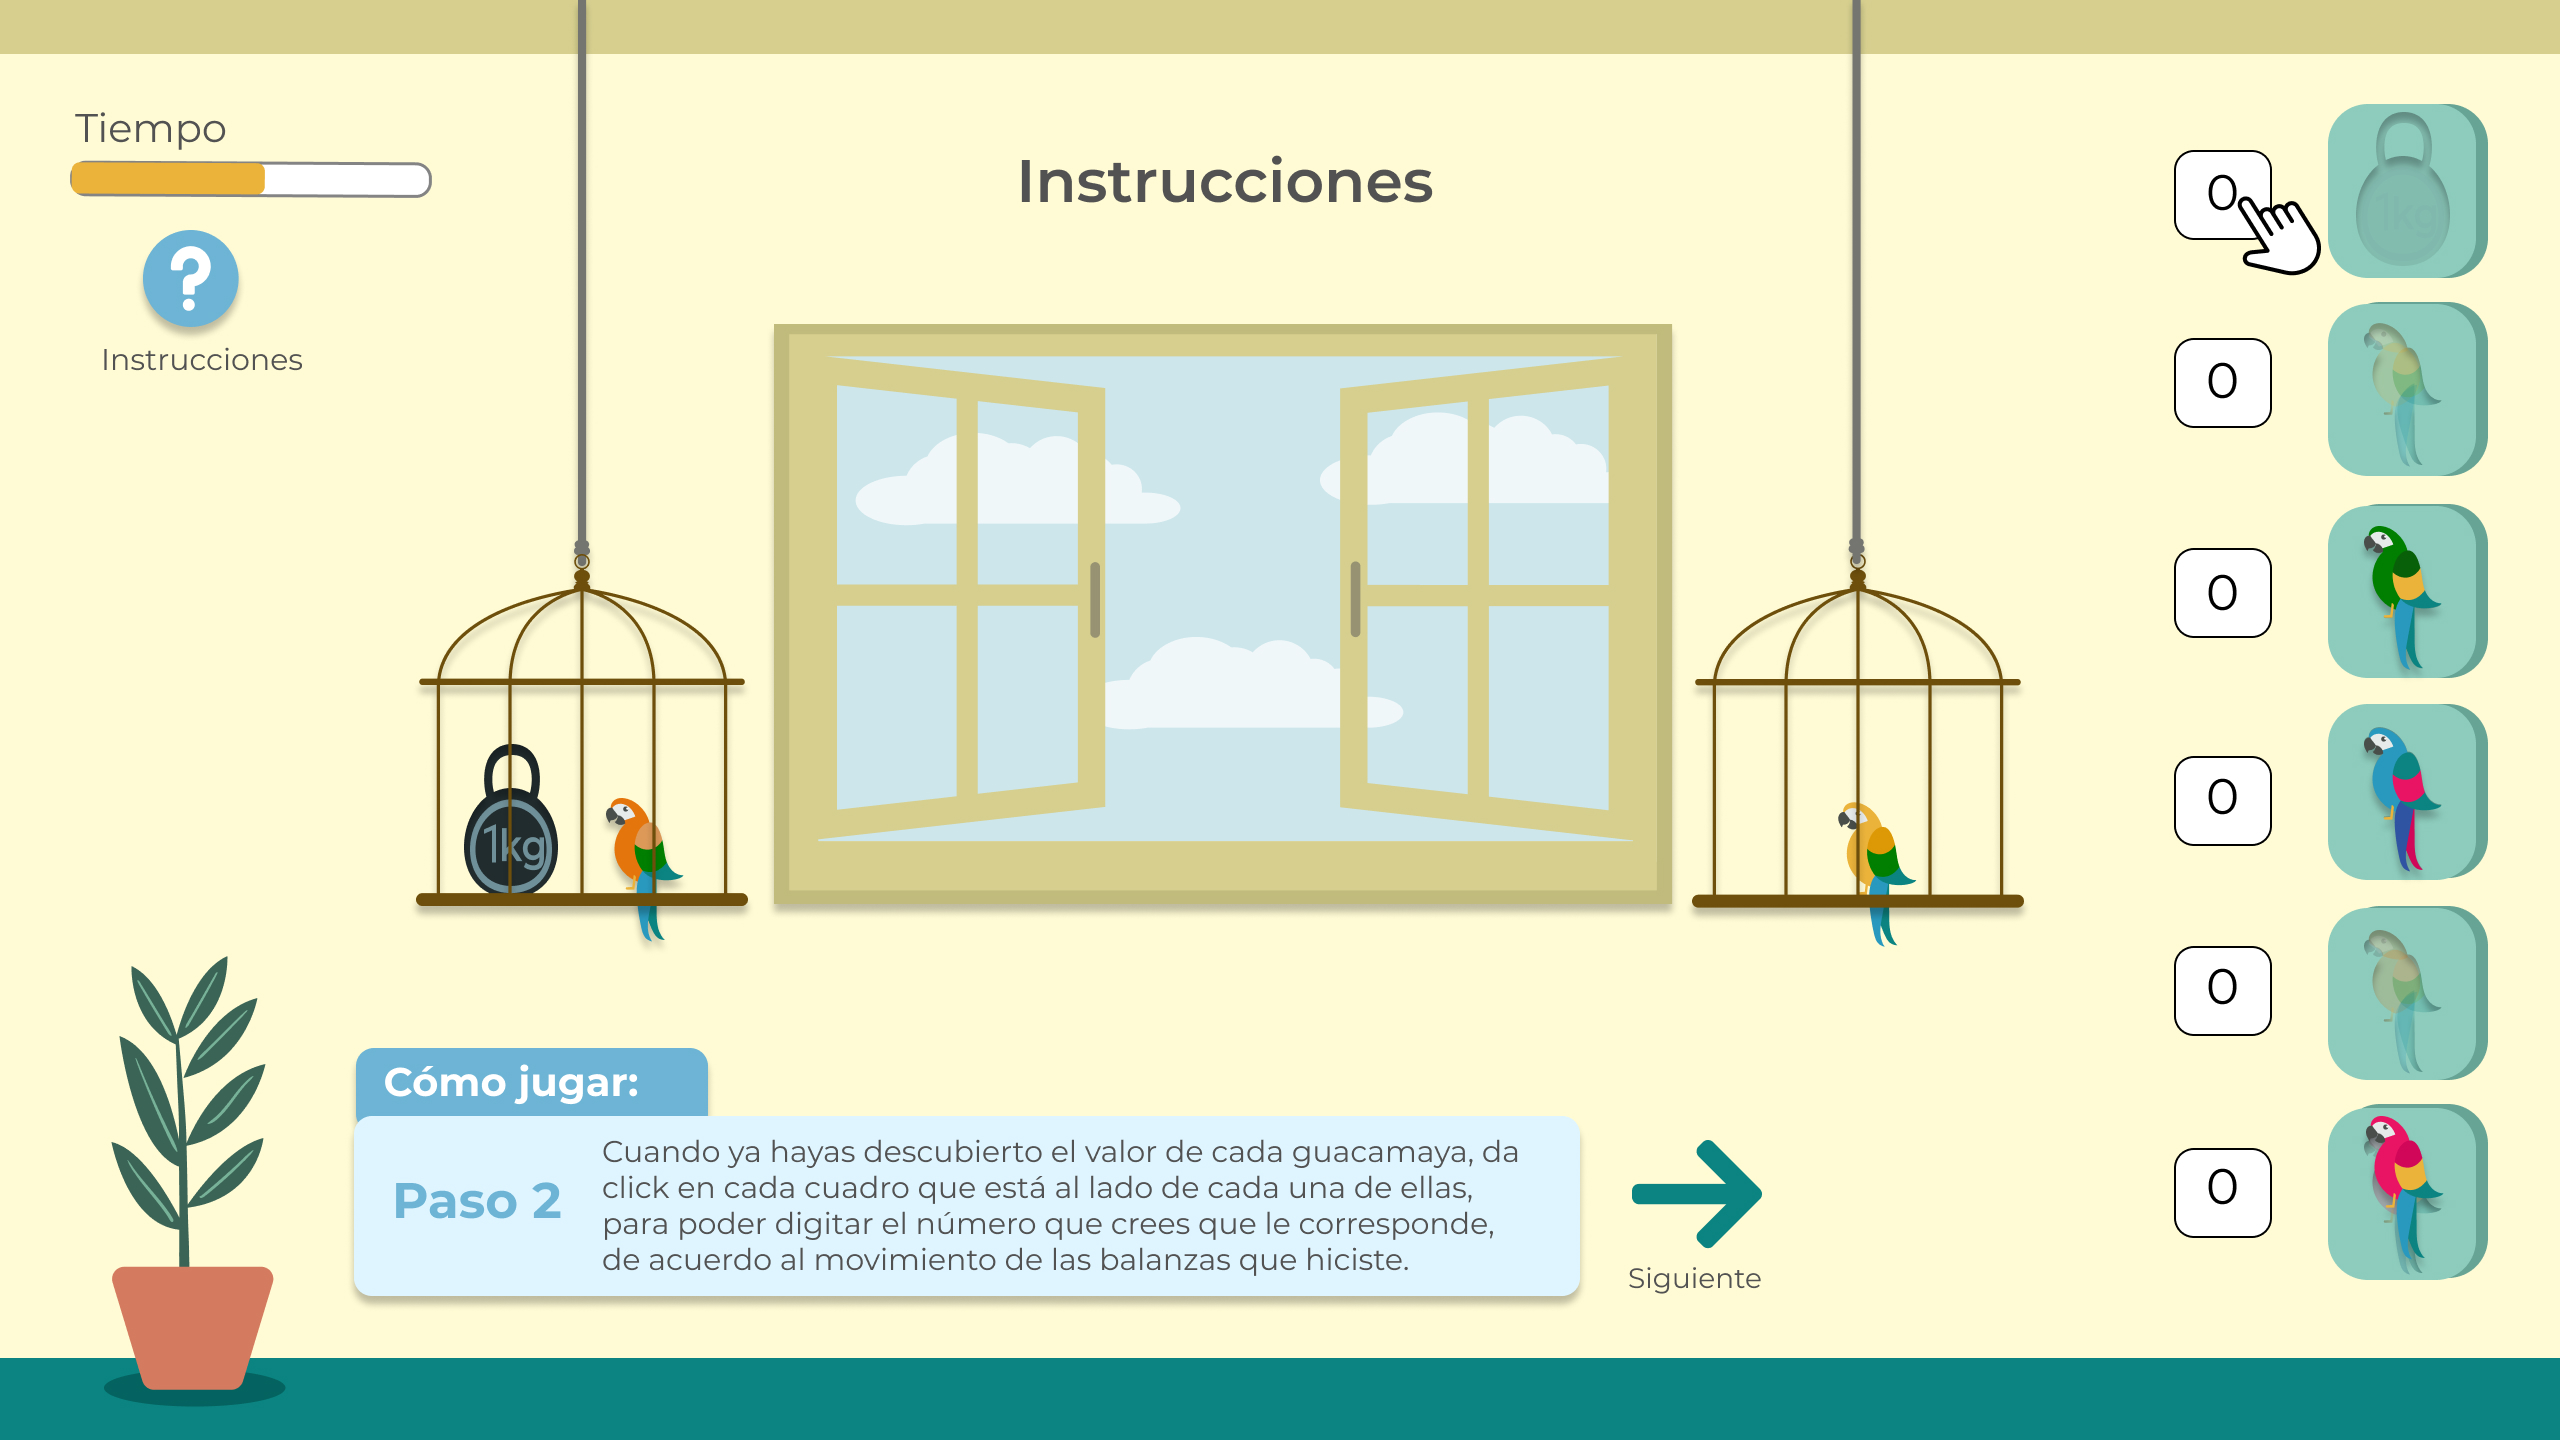 Tiempo
Instrucciones
?
Instrucciones
0
1kg
0
0
0
0
0
1kg
Cómo jugar:
Paso 2
Cuando ya hayas descubierto el valor de cada guacamaya, da
click en cada cuadro que está al lado de cada una de ellas,
para poder digitar el número que crees que le corresponde,
de acuerdo al movimiento de las balanzas que hiciste.
Siguiente